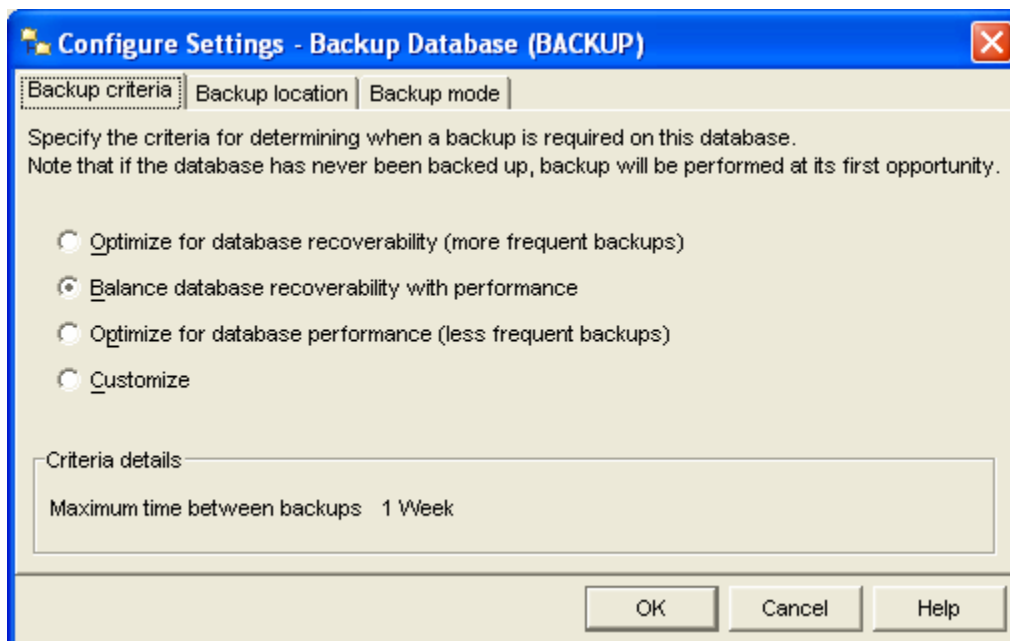 Configure Settings - Backup Database (BACKUP)
Backup criteria Backup location Backup mode
Specify the criteria for determining when a backup is required on this database.
Note that if the database has never been backed up, backup will be performed at its first opportunity.
Optimize for database recoverability (more frequent backups)
Balance database recoverability with performance
Optimize for database performance (less frequent backups)
Customize
Criteria details
Maximum time between backups 1 Week
OK Cancel Help